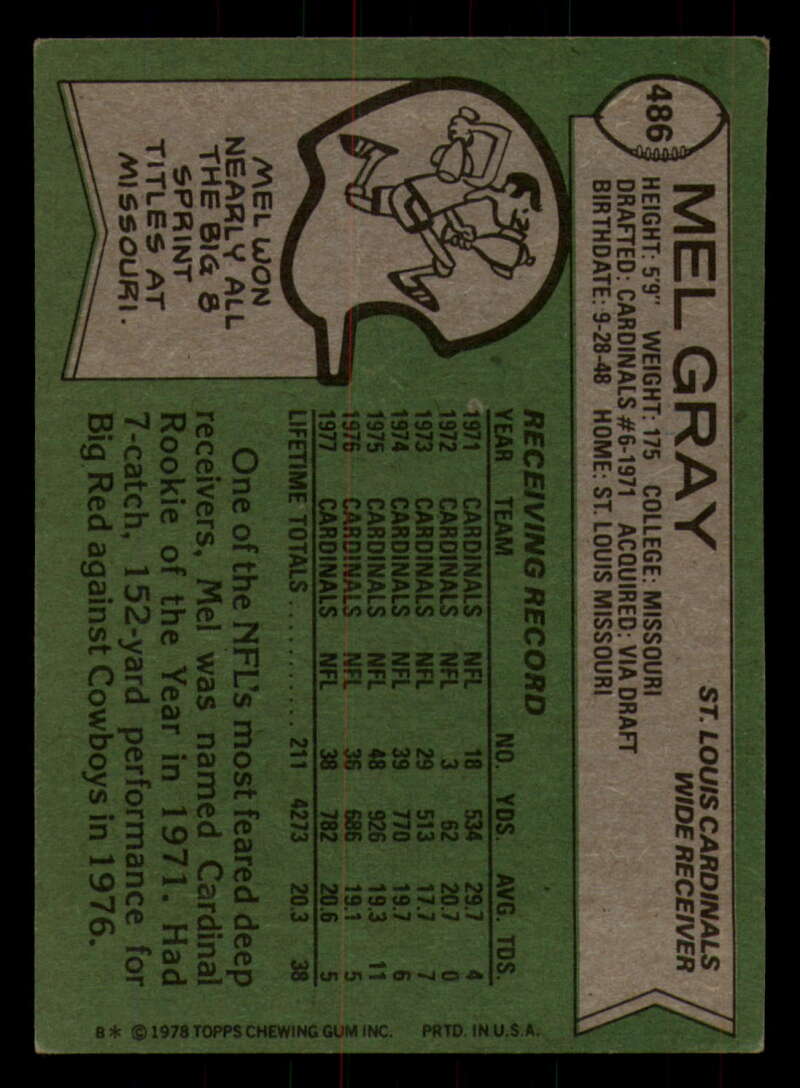 486
MEL GRAY
ST. LOUIS CARDINALS
WIDE RECEIVER
HEIGHT: 5'9" WEIGHT: 175 COLLEGE: MISSOURI
DRAFTED: CARDINALS #6-1971 ACQUIRED: VIA DRAFT
BIRTHDATE: 9-28-48 HOME: ST. LOUIS MISSOURI
MEL WON
NEARLY ALL
THE BIG 8
SPRINT
TITLES AT
MISSOURI.
RECEIVING RECORD
YEAR TEAM NO. YDS. AVG. TDS.
1971 CARDINALS NFL 18 534 29.7 4
1972 CARDINALS NFL 3 62 20.7 0
1973 CARDINALS NFL 29 513 17.7 7
1974 CARDINALS NFL 39 770 19.7 6
1975 CARDINALS NFL 48 926 19.3 11
1976 CARDINALS NFL 36 686 19.1 5
1977 CARDINALS NFL 38 782 20.6 5
LIFETIME TOTALS .......... 211 4273 20.3 38
One of the NFL's most feared deep
receivers, Mel was named Cardinal
Rookie of the Year in 1971. Had
7-catch, 152-yard performance for
Big Red against Cowboys in 1976.
B* © 1978 TOPPS CHEWING GUM INC. PRTD. IN U.S.A.